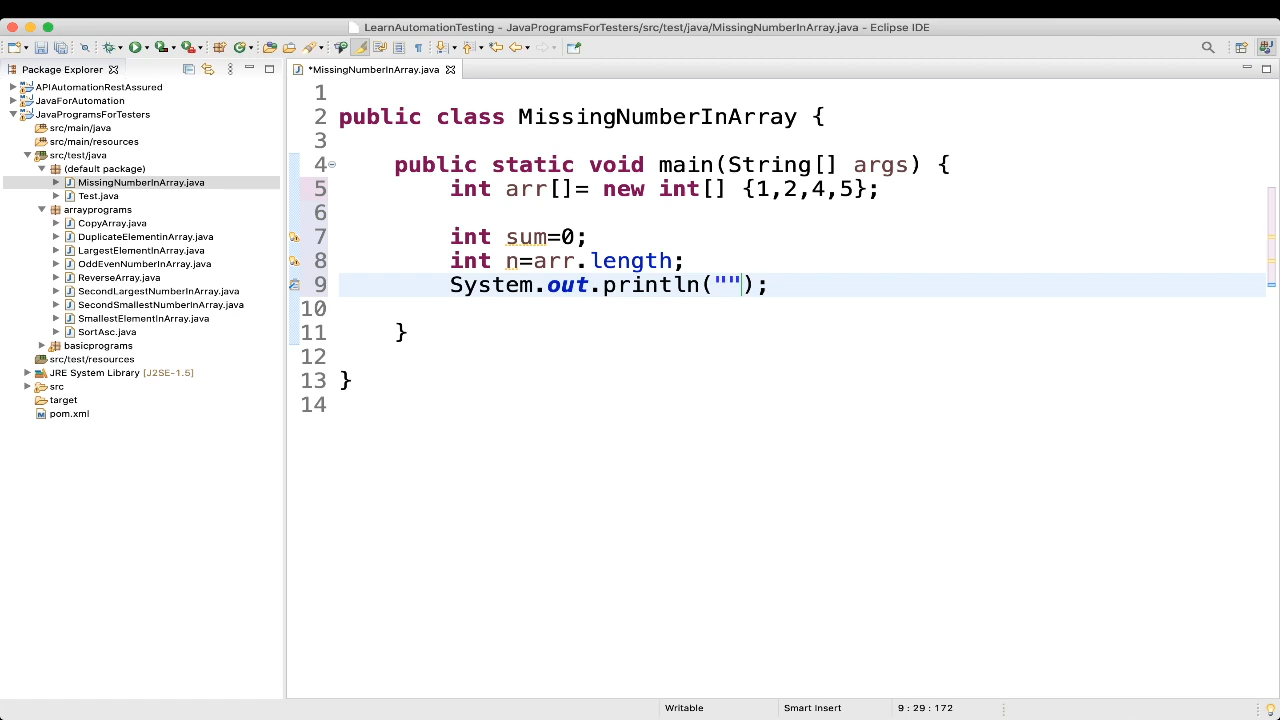 LearnAutomationTesting - JavaProgramsForTesters/src/test/java/MissingNumberInArray.java - Eclipse IDE
Package Explorer
*MissingNumberInArray.java
APIAutomationRestAssured
JavaForAutomation
JavaProgramsForTesters
src/main/java
src/main/resources
src/test/java
(default package)
MissingNumberInArray.java
Test.java
arrayprograms
CopyArray.java
DuplicateElementinArray.java
LargestElementInArray.java
OddEvenNumberInArray.java
ReverseArray.java
SecondLargestNumberInArray.java
SecondSmallestNumberInArray.java
SmallestElementInArray.java
SortAsc.java
basicprograms
src/test/resources
JRE System Library [J2SE-1.5]
src
target
pom.xml
1
2 public class MissingNumberInArray {
3
4 public static void main(String[] args) {
5 int arr[]= new int[] {1,2,4,5};
6
7 int sum=0;
8 int n=arr.length;
9 System.out.println("");
10
11 }
12
13 }
14
Writable Smart Insert 9 : 29 : 172